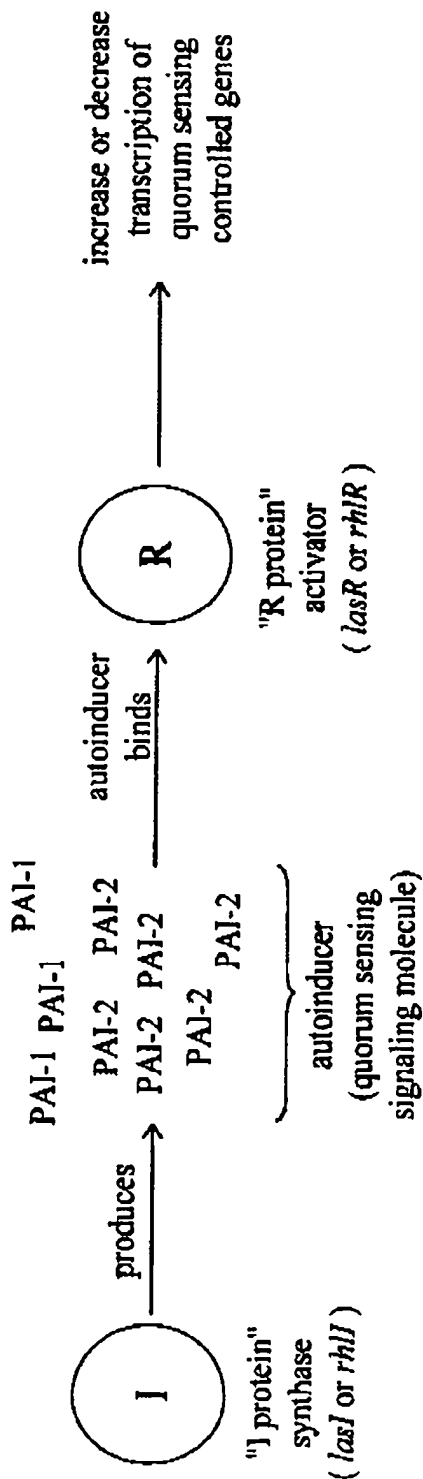 I
"I protein"
synthase
( lasI or rhlI )
produces
PAI-1 PAI-1 PAI-1
PAI-2 PAI-2
PAI-2 PAI-2
PAI-2 PAI-2
autoinducer
(quorum sensing
signaling molecule)
autoinducer
binds
R
"R protein"
activator
( lasR or rhlR )
increase or decrease
transcription of
quorum sensing
controlled genes